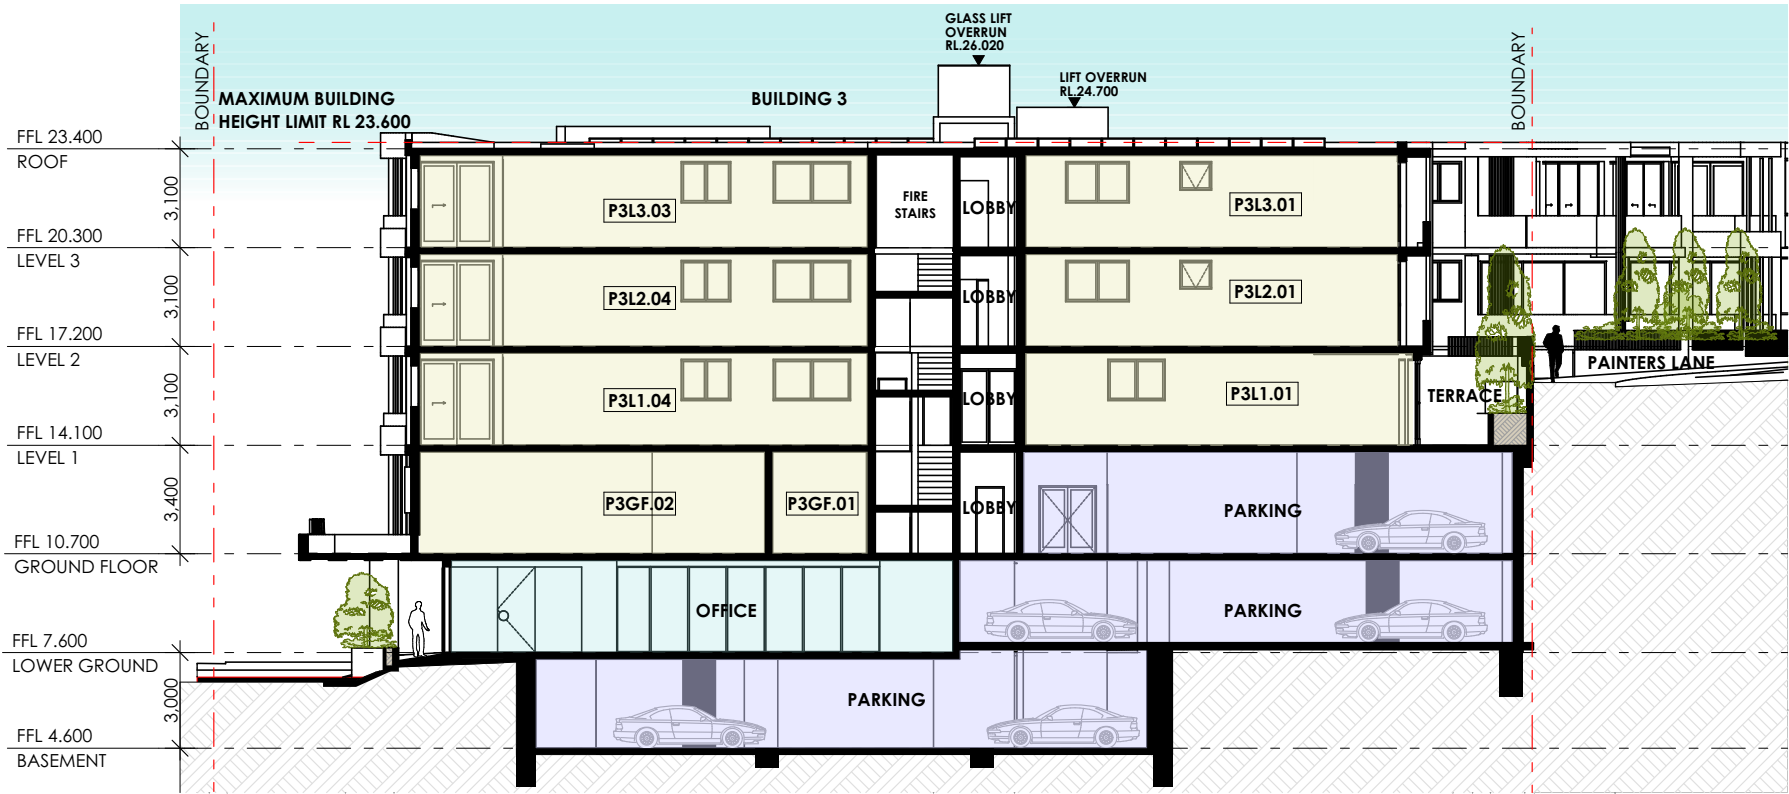 GLASS LIFT
OVERRUN
RL.26.020
LIFT OVERRUN
RL.24.700
BOUNDARY
BOUNDARY
MAXIMUM BUILDING
HEIGHT LIMIT RL 23.600
BUILDING 3
FFL 23.400
ROOF
3,100
P3L3.03
FIRE
STAIRS
LOBBY
P3L3.01
FFL 20.300
LEVEL 3
3,100
P3L2.04
LOBBY
P3L2.01
FFL 17.200
LEVEL 2
PAINTERS LANE
3,100
P3L1.04
LOBBY
P3L1.01
TERRACE
FFL 14.100
LEVEL 1
3,400
P3GF.02
P3GF.01
LOBBY
PARKING
FFL 10.700
GROUND FLOOR
OFFICE
PARKING
FFL 7.600
LOWER GROUND
3,000
PARKING
FFL 4.600
BASEMENT